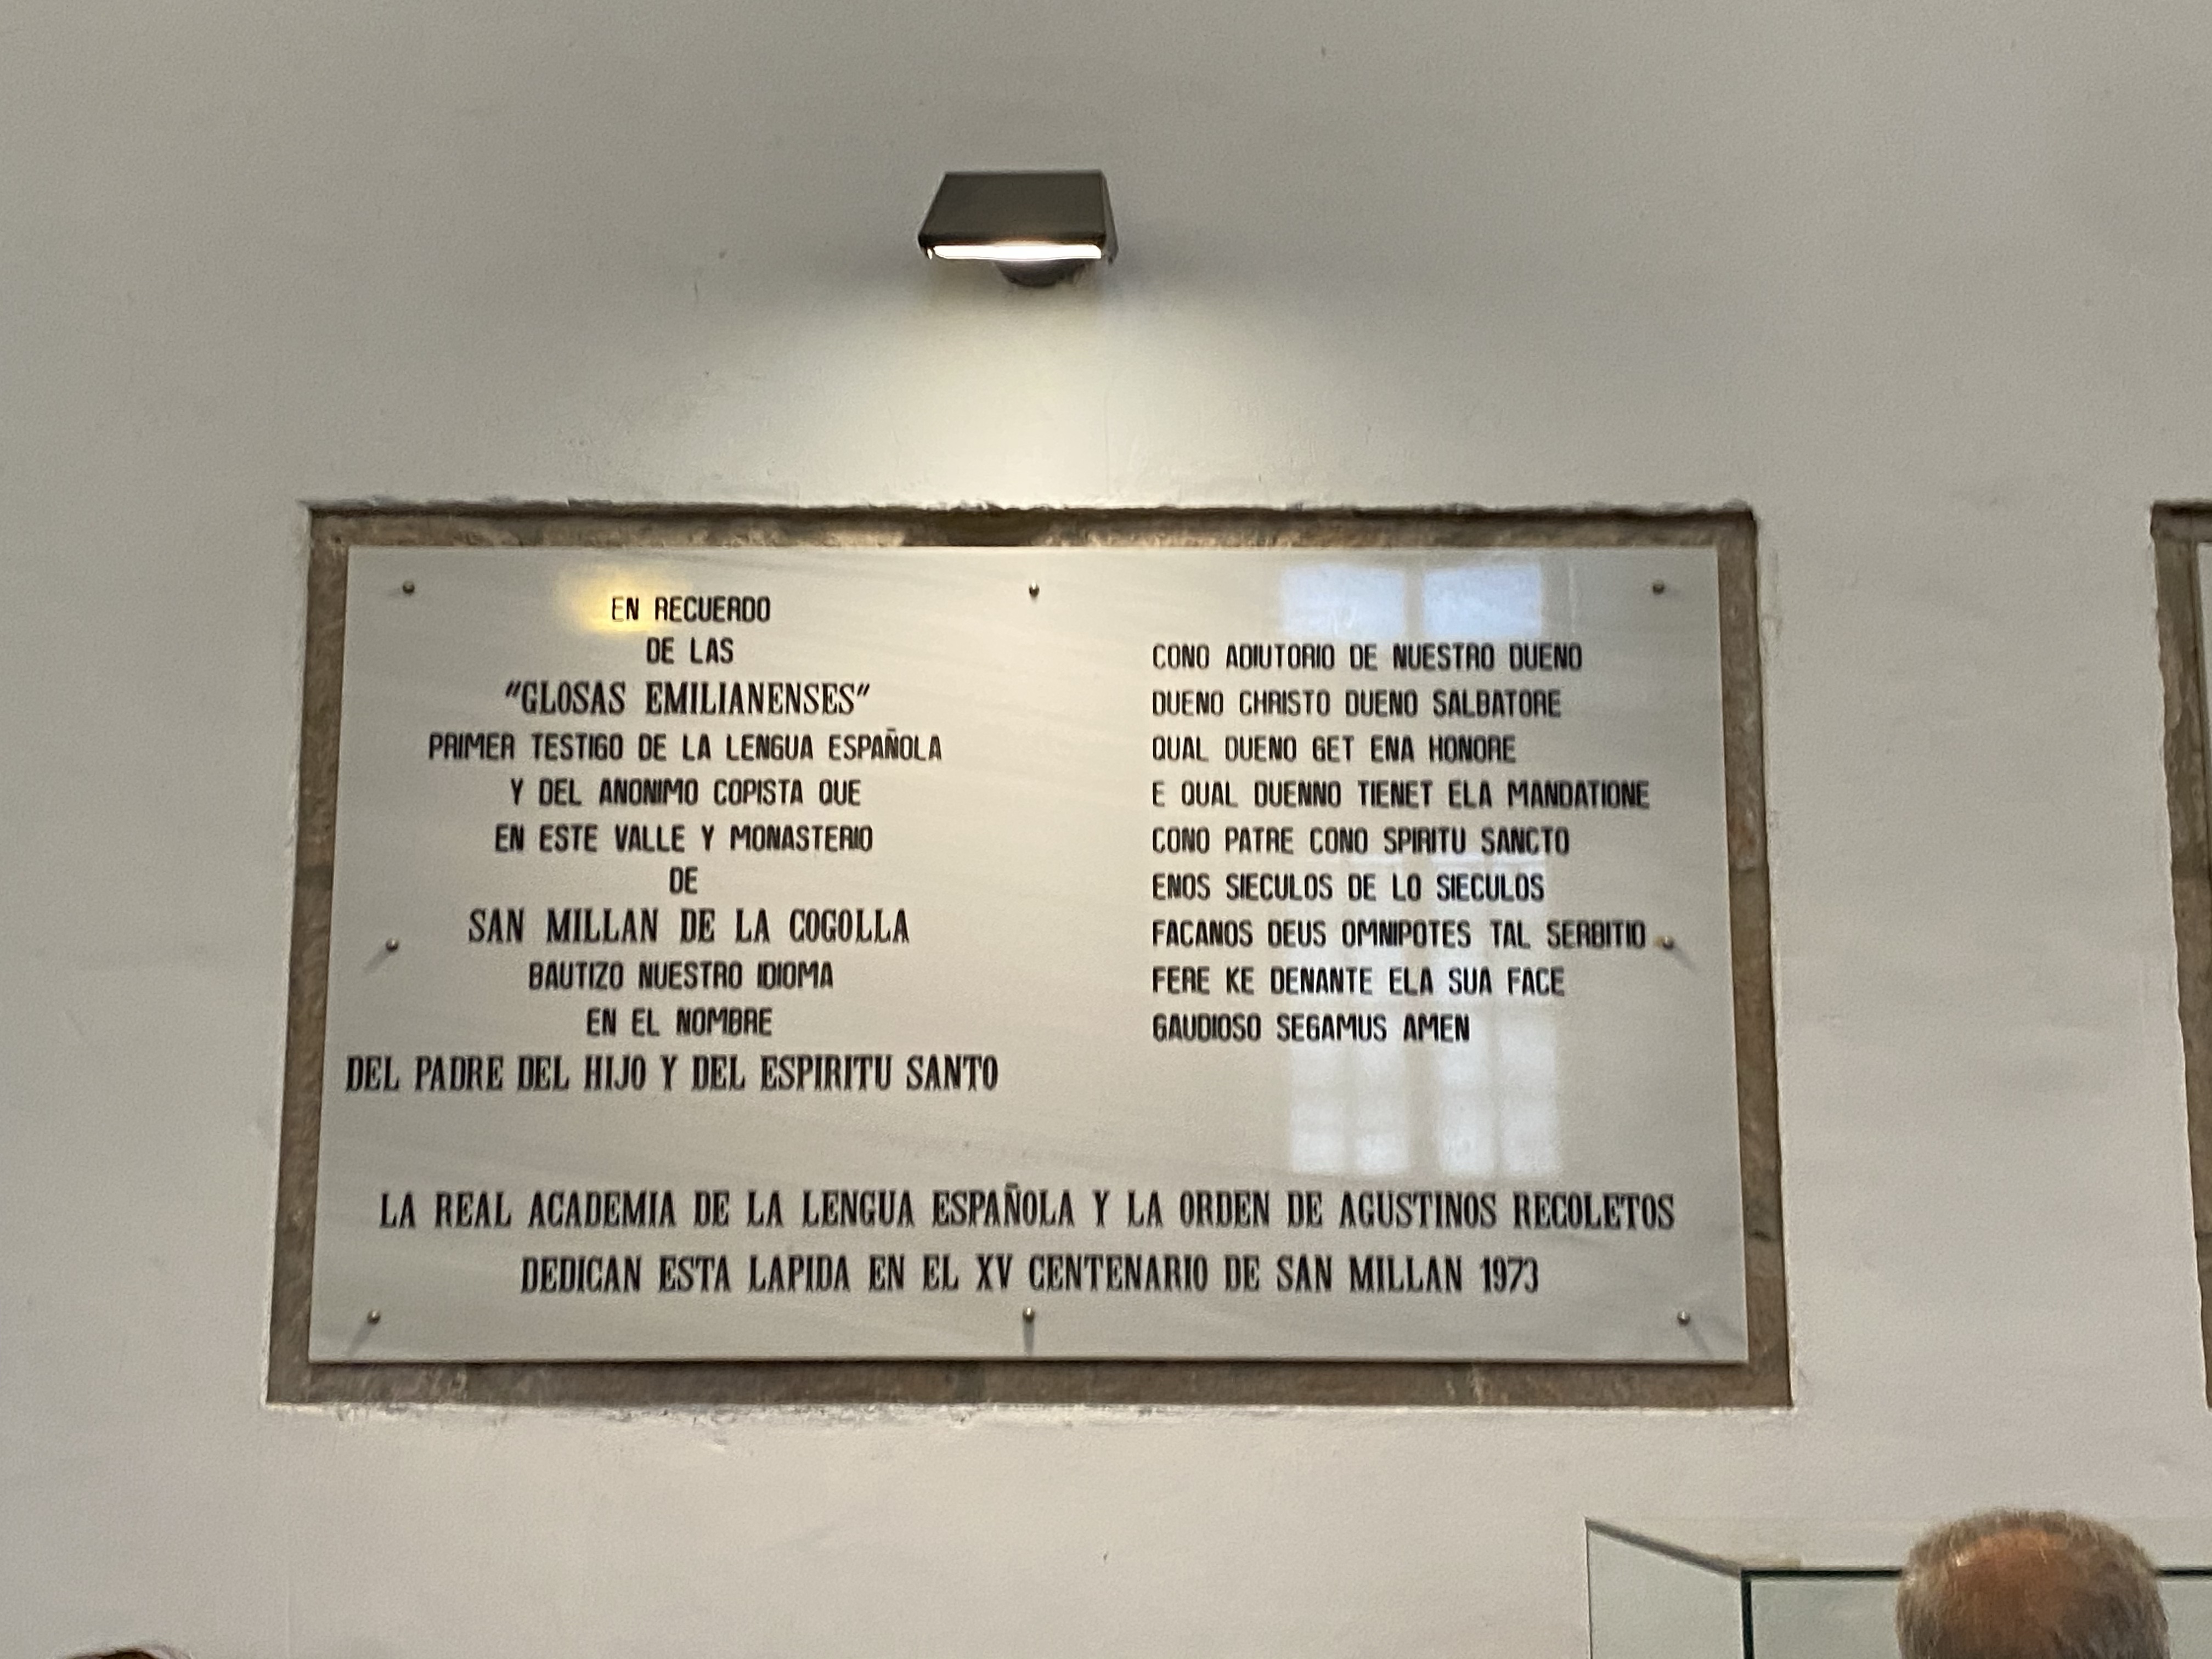 EN RECUERDO
DE LAS
"GLOSAS EMILIANENSES"
PRIMER TESTIGO DE LA LENGUA ESPAÑOLA
Y DEL ANONIMO COPISTA QUE
EN ESTE VALLE Y MONASTERIO
DE
SAN MILLAN DE LA COGOLLA
BAUTIZO NUESTRO IDIOMA
EN EL NOMBRE
DEL PADRE DEL HIJO Y DEL ESPIRITU SANTO
CONO ADIUTORIO DE NUESTRO DUENO
DUENO CHRISTO DUENO SALBATORE
QUAL DUENO GET ENA HONORE
E QUAL DUENNO TIENET ELA MANDATIONE
CONO PATRE CONO SPIRITU SANCTO
ENOS SIECULOS DE LO SIECULOS
FACANOS DEUS OMNIPOTES TAL SERBITIO
FERE KE DENANTE ELA SUA FACE
GAUDIOSO SEGAMUS AMEN
LA REAL ACADEMIA DE LA LENGUA ESPAÑOLA Y LA ORDEN DE AGUSTINOS RECOLETOS
DEDICAN ESTA LAPIDA EN EL XV CENTENARIO DE SAN MILLAN 1973